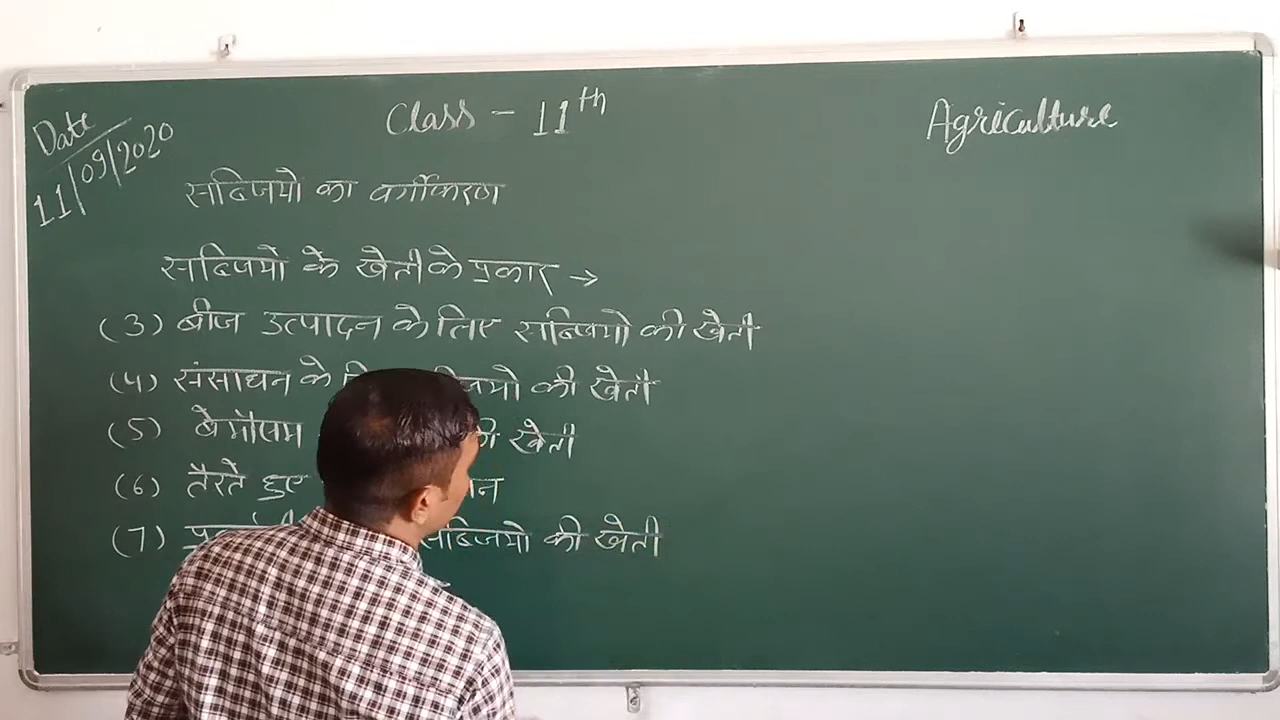 Date
11/09/2020
Class - 11th
Agriculture
सब्जियो का वर्गीकरण
सब्जियो के खेती के प्रकार →
(3) बीज उत्पादन के लिए सब्जियो की खेती
(4) संसाधन के की खेती
(5) बेमौसम की खेती
(6) तैरते हुए
(7) सब्जियो की खेती